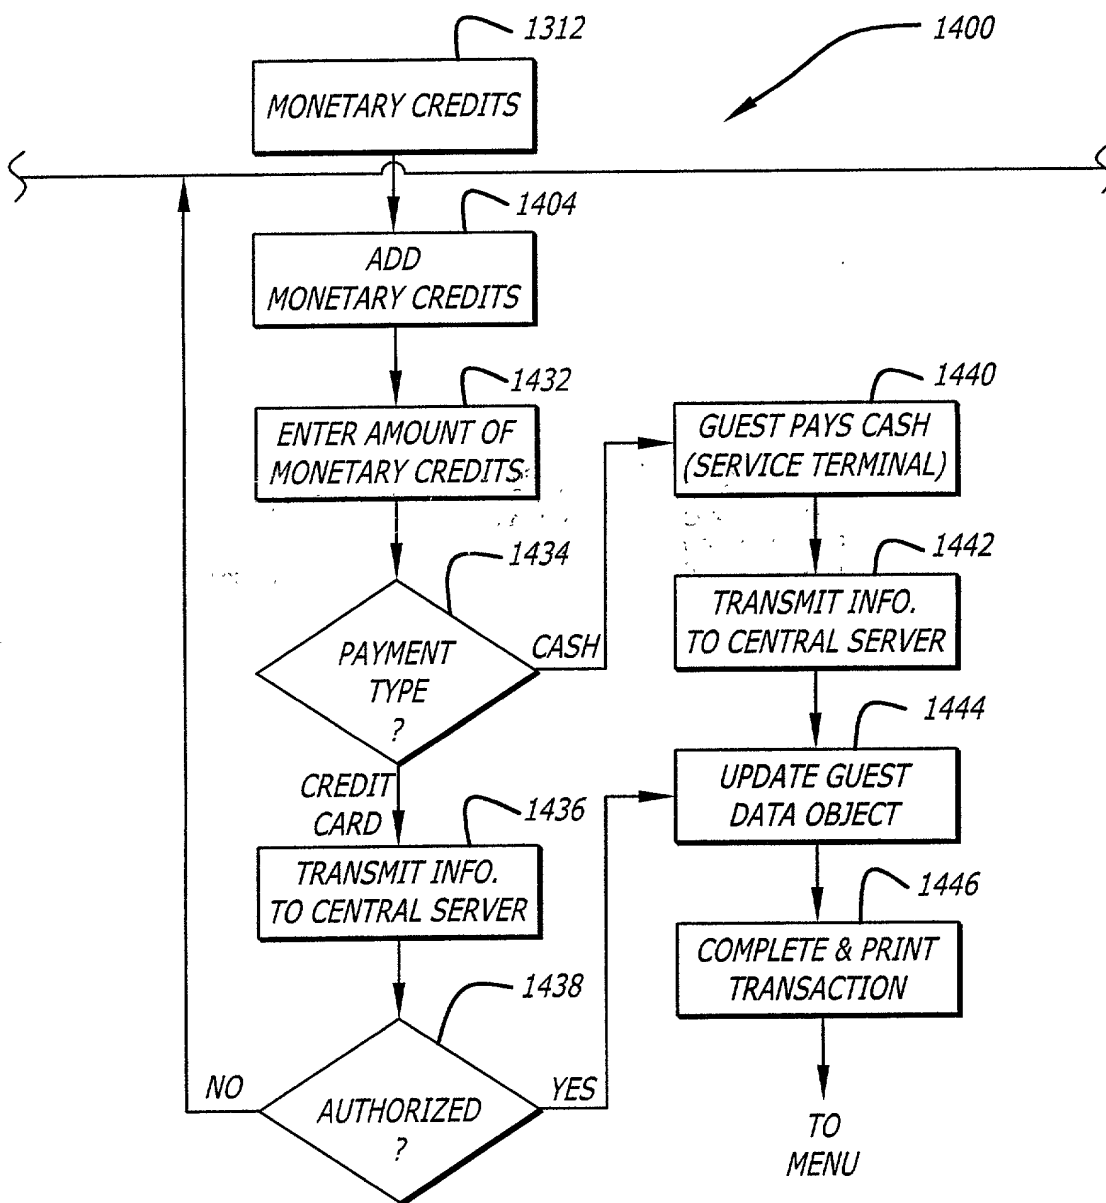 1312
1400
MONETARY CREDITS
1404
ADD
MONETARY CREDITS
1432
ENTER AMOUNT OF
MONETARY CREDITS
1434
PAYMENT
TYPE
?
CASH
CREDIT
CARD
1436
TRANSMIT INFO.
TO CENTRAL SERVER
1438
AUTHORIZED
?
NO
YES
1440
GUEST PAYS CASH
(SERVICE TERMINAL)
1442
TRANSMIT INFO.
TO CENTRAL SERVER
1444
UPDATE GUEST
DATA OBJECT
1446
COMPLETE & PRINT
TRANSACTION
TO
MENU